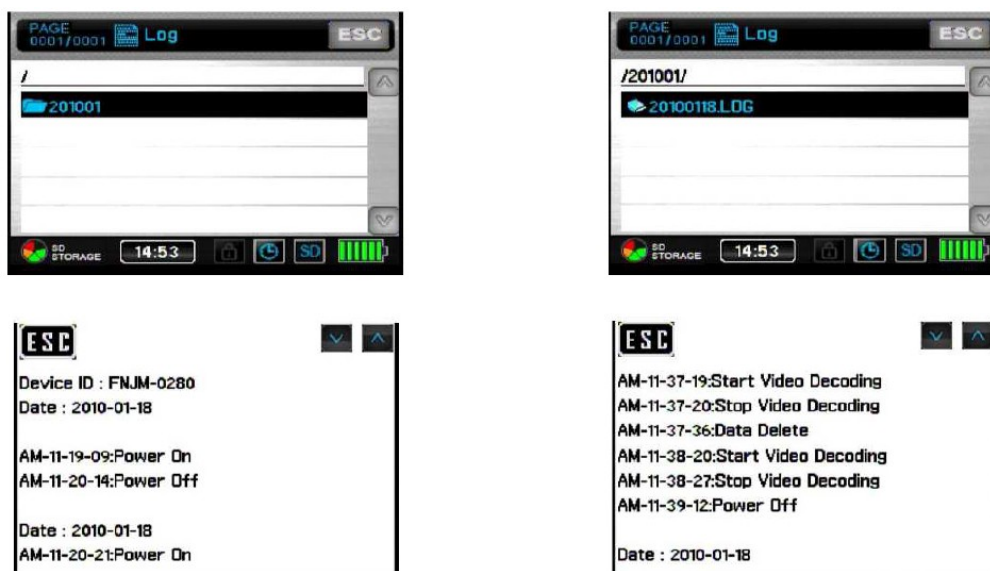 PAGE
0001/0001 Log ESC
/
201001
SD
STORAGE 14:53 SD
PAGE
0001/0001 Log ESC
/201001/
20100118.LOG
SD
STORAGE 14:53 SD
ESC
Device ID : FNJM-0280
Date : 2010-01-18
AM-11-19-09:Power On
AM-11-20-14:Power Off
Date : 2010-01-18
AM-11-20-21:Power On
ESC
AM-11-37-19:Start Video Decoding
AM-11-37-20:Stop Video Decoding
AM-11-37-36:Data Delete
AM-11-38-20:Start Video Decoding
AM-11-38-27:Stop Video Decoding
AM-11-39-12:Power Off
Date : 2010-01-18